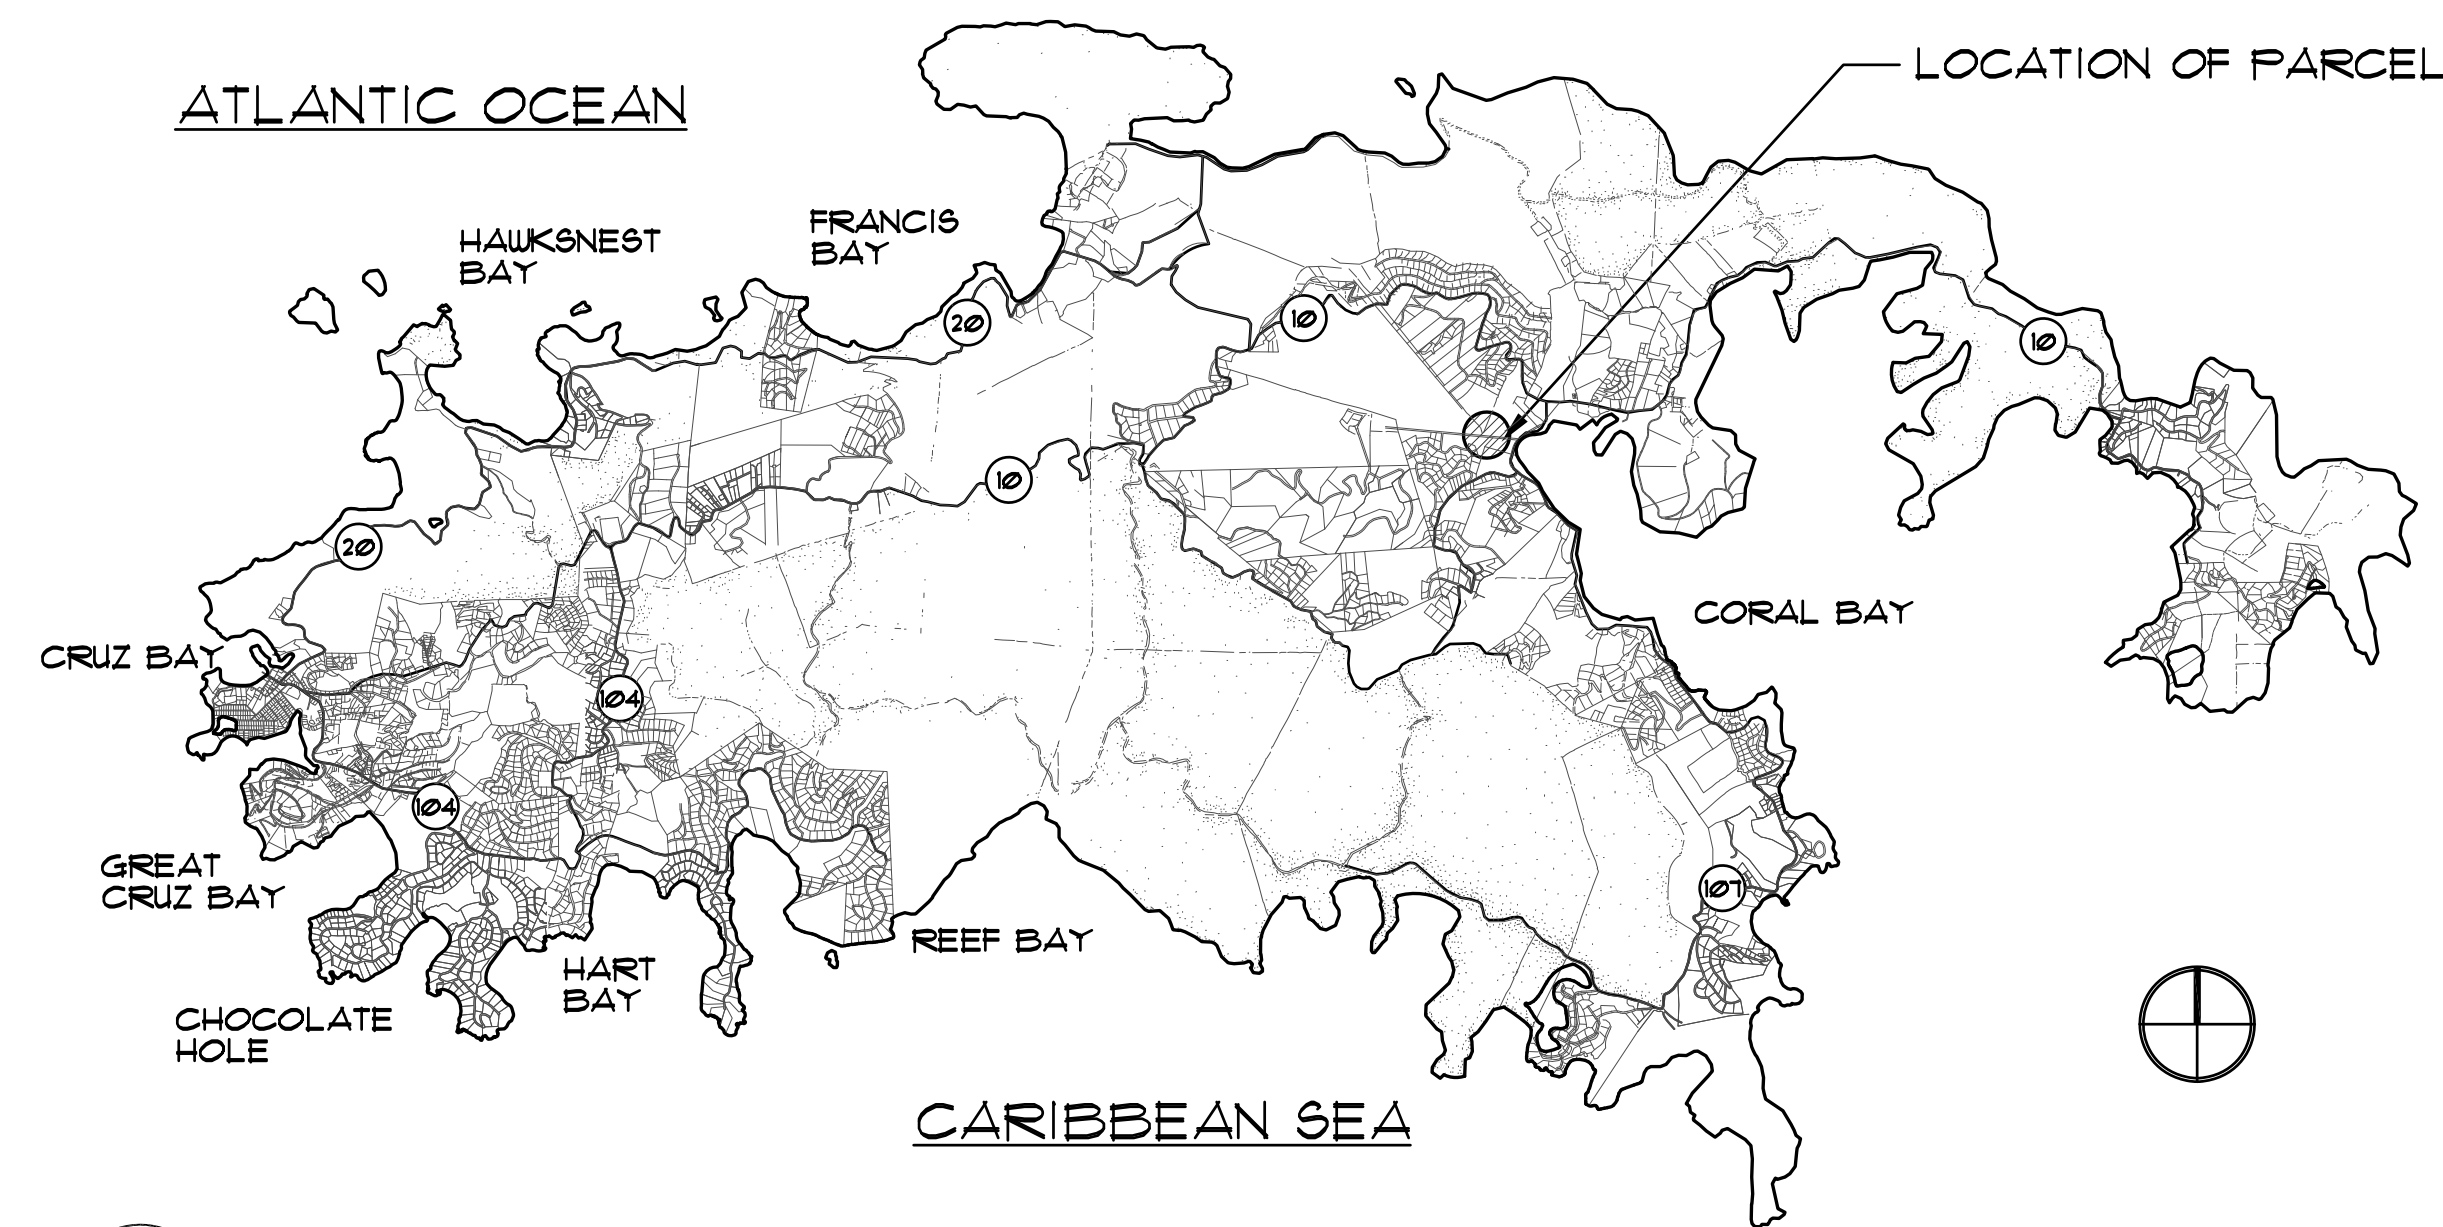 LOCATION OF PARCEL
ATLANTIC OCEAN
FRANCIS
BAY
HAWKSNEST
BAY
20
10
10
10
20
CORAL BAY
CRUZ BAY
104
104
GREAT
CRUZ BAY
107
REEF BAY
HART
BAY
CHOCOLATE
HOLE
CARIBBEAN SEA